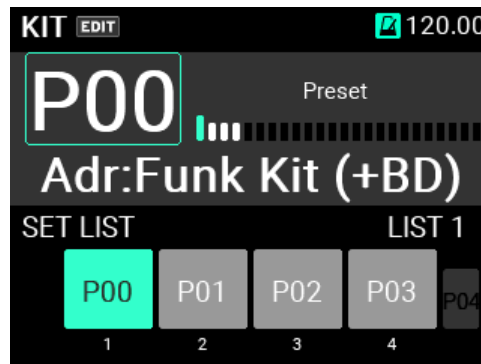 KIT EDIT 120.00
P00 Preset
Adr:Funk Kit (+BD)
SET LIST LIST 1
P00 P01 P02 P03 P04
1 2 3 4